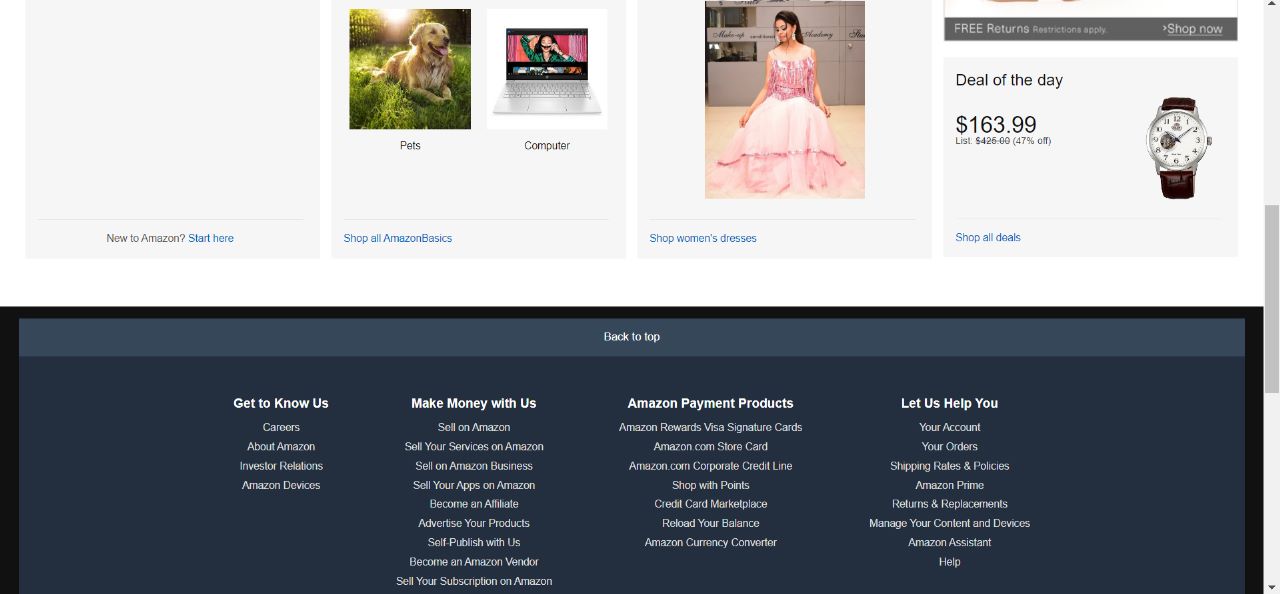 Pets
Computer
New to Amazon? Start here
Shop all AmazonBasics
Make-up
Academy
Shop women's dresses
FREE Returns Restrictions apply.
>Shop now
Deal of the day
$163.99
List: $425.00 (47% off)
Shop all deals
Back to top
Get to Know Us
Careers
About Amazon
Investor Relations
Amazon Devices
Make Money with Us
Sell on Amazon
Sell Your Services on Amazon
Sell on Amazon Business
Sell Your Apps on Amazon
Become an Affiliate
Advertise Your Products
Self-Publish with Us
Become an Amazon Vendor
Sell Your Subscription on Amazon
Amazon Payment Products
Amazon Rewards Visa Signature Cards
Amazon.com Store Card
Amazon.com Corporate Credit Line
Shop with Points
Credit Card Marketplace
Reload Your Balance
Amazon Currency Converter
Let Us Help You
Your Account
Your Orders
Shipping Rates & Policies
Amazon Prime
Returns & Replacements
Manage Your Content and Devices
Amazon Assistant
Help